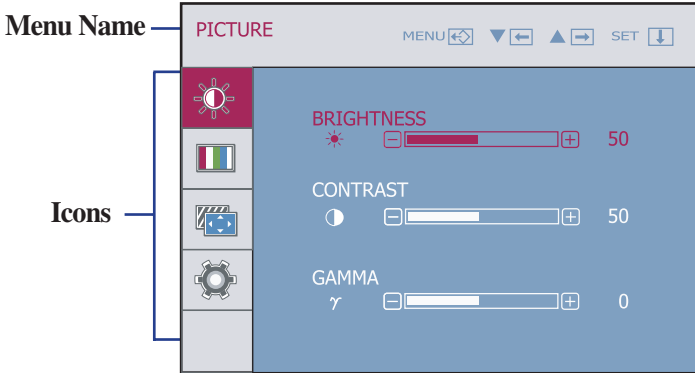 Menu Name
PICTURE MENU SET
BRIGHTNESS
50
CONTRAST
50
Icons
GAMMA
γ 0